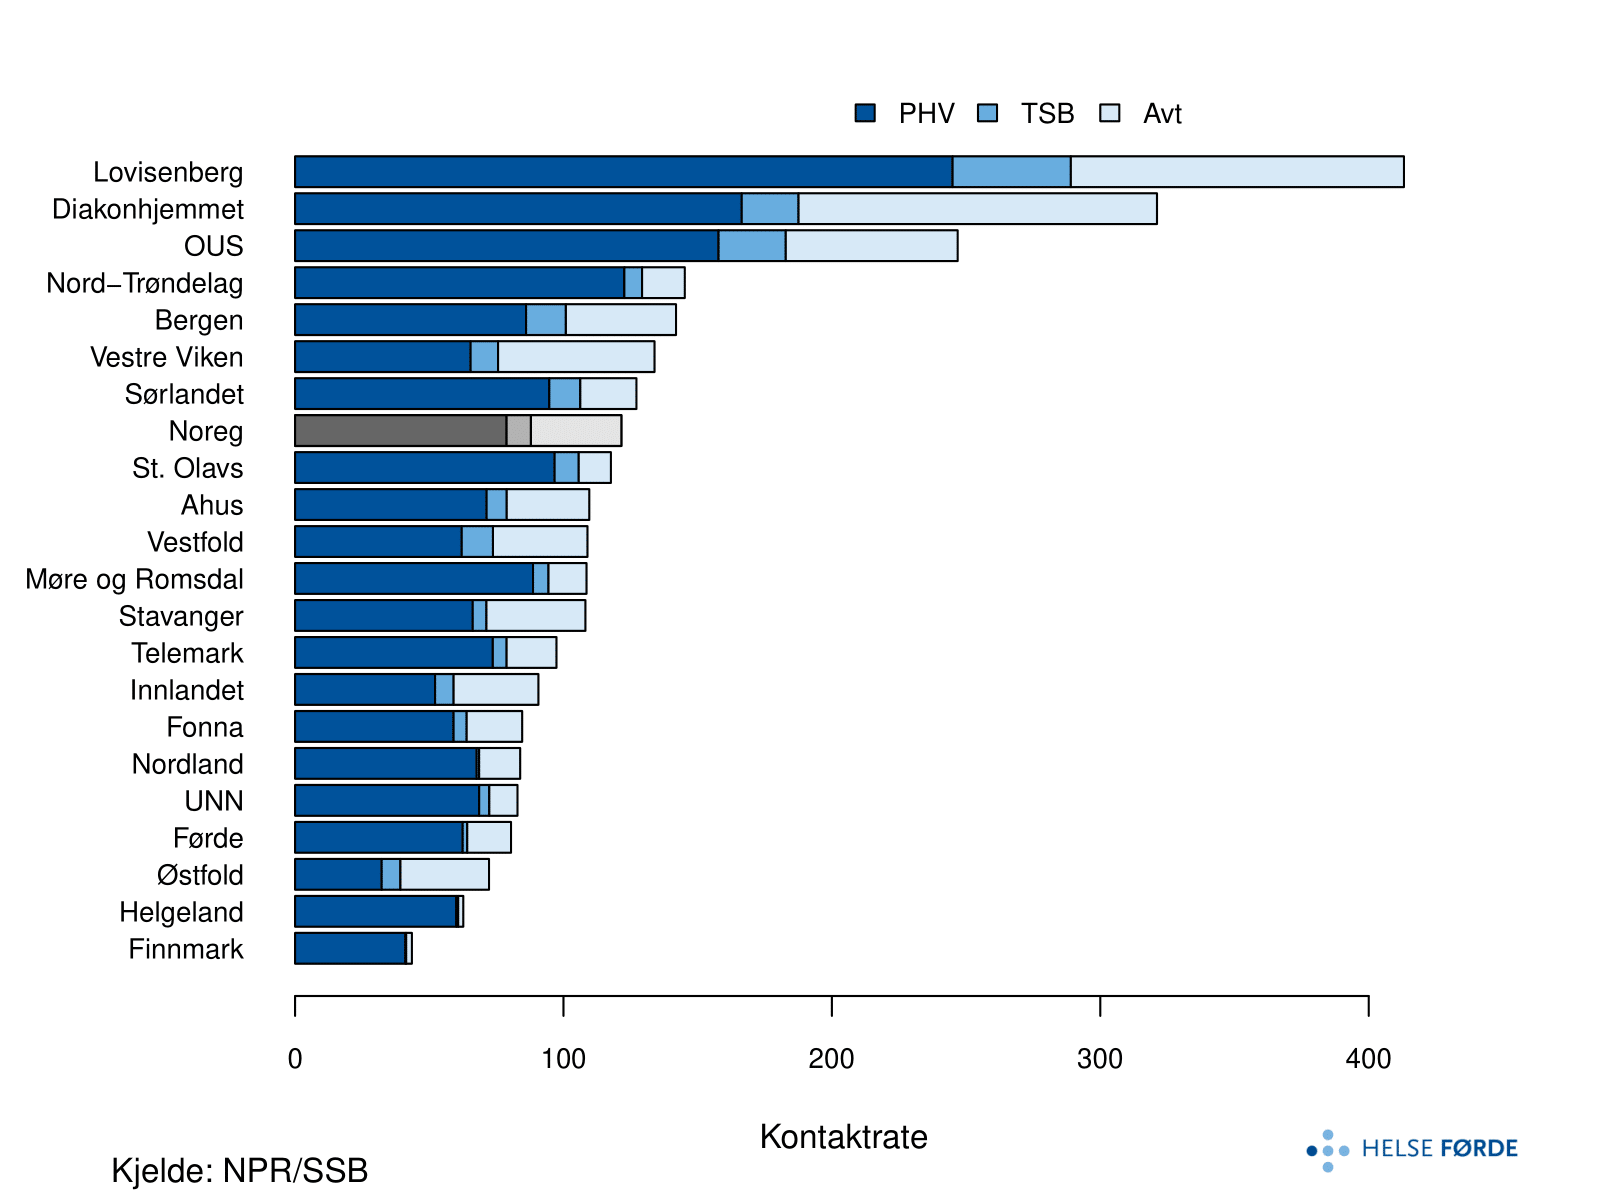 PHV TSB Avt
Lovisenberg
Diakonhjemmet
OUS
Nord−Trøndelag
Bergen
Vestre Viken
Sørlandet
Noreg
St. Olavs
Ahus
Vestfold
Møre og Romsdal
Stavanger
Telemark
Innlandet
Fonna
Nordland
UNN
Førde
Østfold
Helgeland
Finnmark
0 100 200 300 400
Kontaktrate
Kjelde: NPR/SSB
HELSE FØRDE